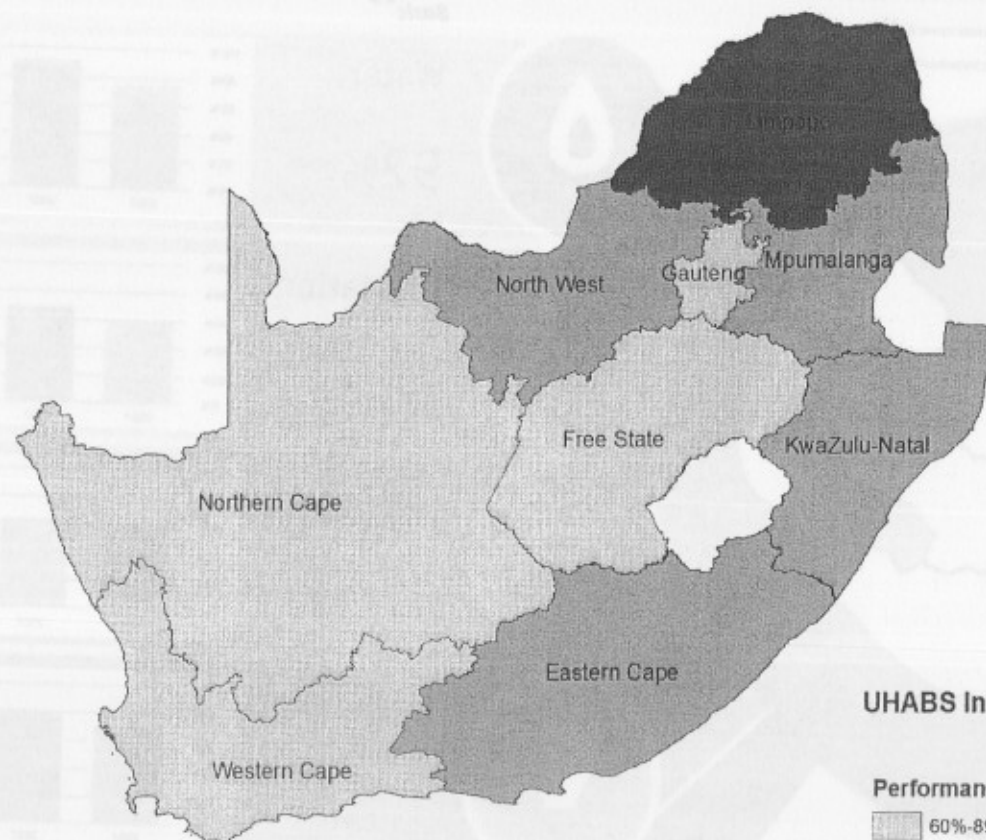 Limpopo
Mpumalanga
Gauteng
North West
Free State
KwaZulu-Natal
Northern Cape
Eastern Cape
UHABS In
Western Cape
Performan
60%-8